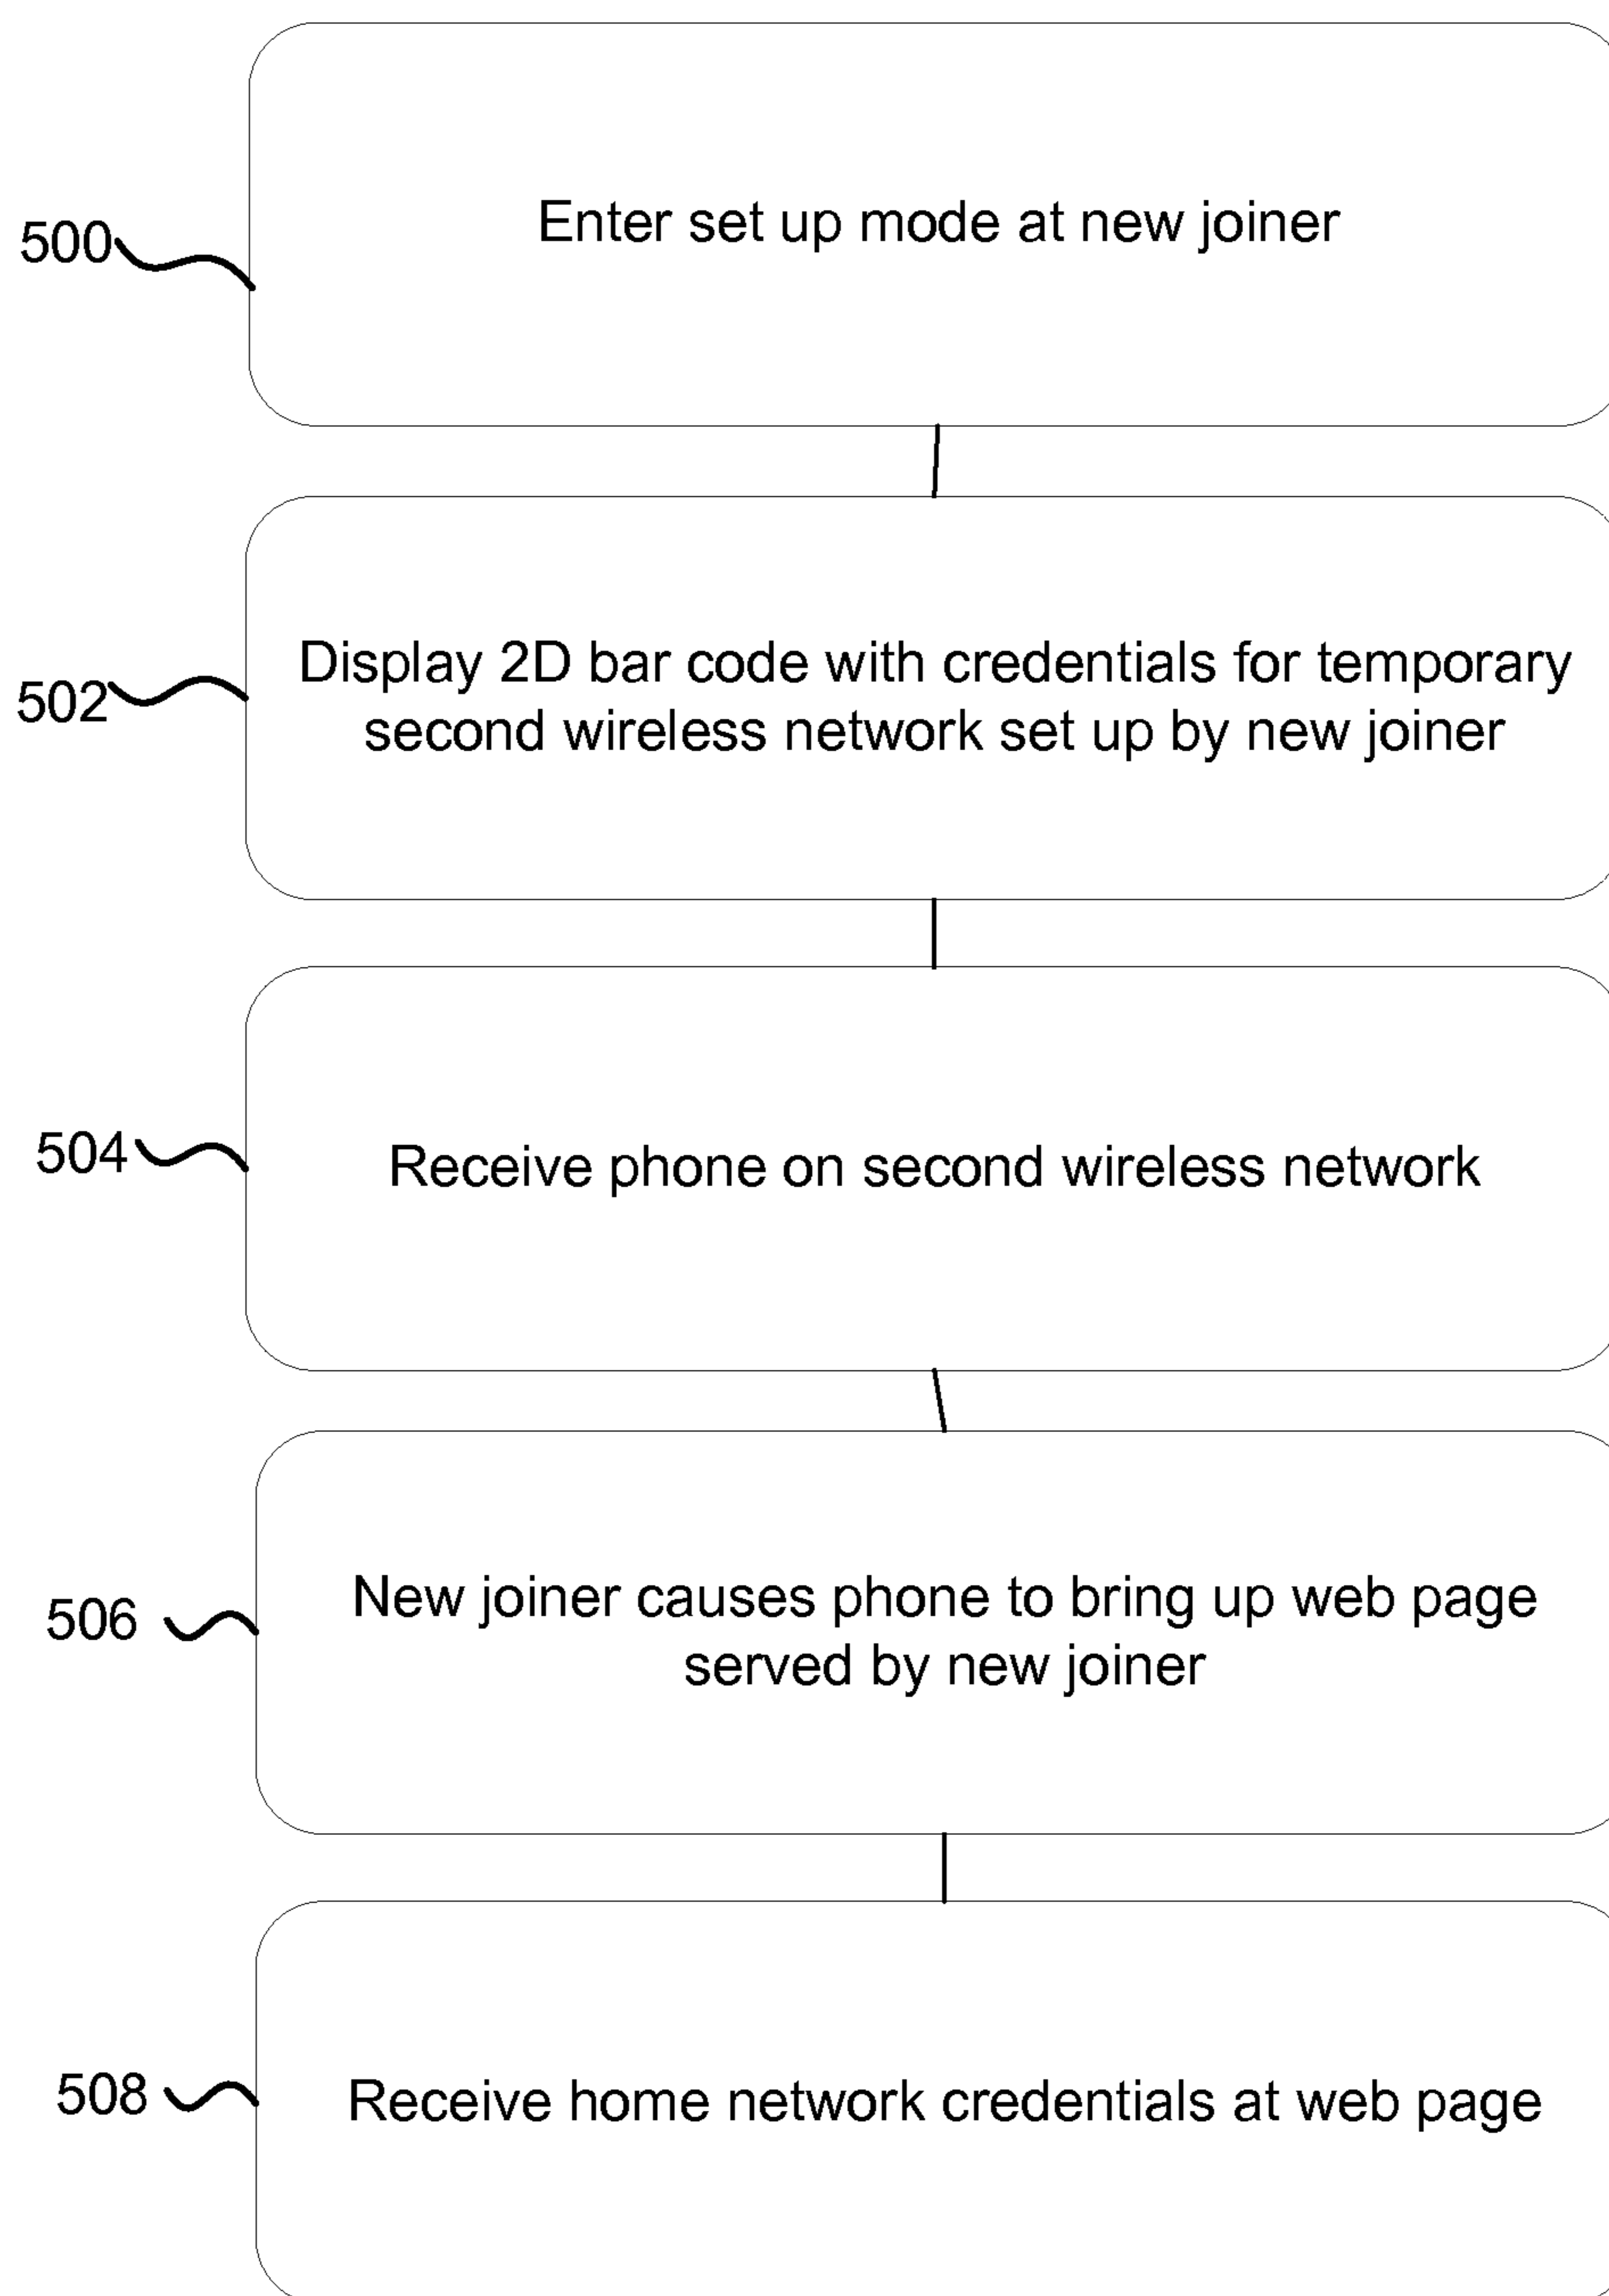 500
Enter set up mode at new joiner
502
Display 2D bar code with credentials for temporary
second wireless network set up by new joiner
504
Receive phone on second wireless network
506
New joiner causes phone to bring up web page
served by new joiner
508
Receive home network credentials at web page